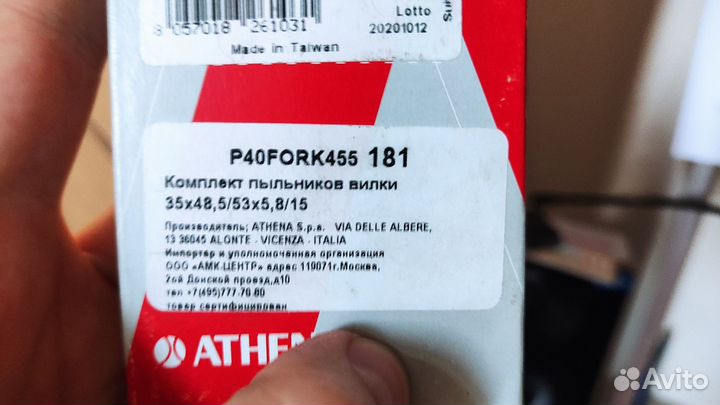 8 057018 261031
Lotto
20201012
Made in Taiwan
P40FORK455 181
Комплект пыльников вилки
35x48,5/53x5,8/15
Производитель; ATHENA S.p.a. VIA DELLE ALBERE,
13 36045 ALONTE - VICENZA - ITALIA
Импортер и уполномоченная организация
ООО «АМК-ЦЕНТР» адрес 119071г.Москва,
2ой Донской проезд,д10
тел +7(495)777-70-80
товар сертифицирован
ATHEN
Avito